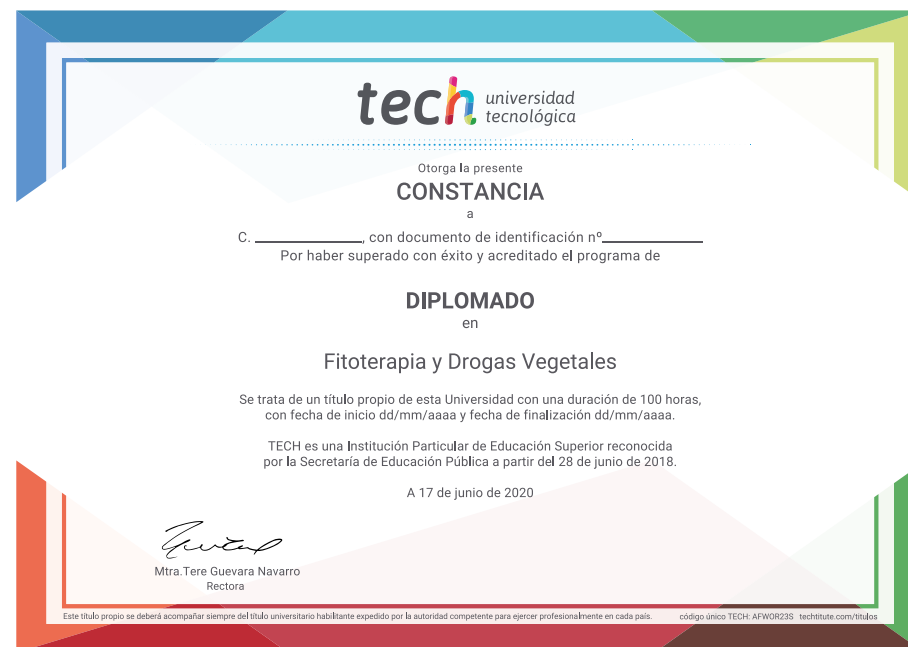 tech universidad
tecnológica
Otorga la presente
CONSTANCIA
a
C. ______________, con documento de identificación nº_____________
Por haber superado con éxito y acreditado el programa de
DIPLOMADO
en
Fitoterapia y Drogas Vegetales
Se trata de un título propio de esta Universidad con una duración de 100 horas,
con fecha de inicio dd/mm/aaaa y fecha de finalización dd/mm/aaaa.
TECH es una Institución Particular de Educación Superior reconocida
por la Secretaría de Educación Pública a partir del 28 de junio de 2018.
A 17 de junio de 2020
Mtra.Tere Guevara Navarro
Rectora
Este título propio se deberá acompañar siempre del título universitario habilitante expedido por la autoridad competente para ejercer profesionalmente en cada país. código único TECH: AFWOR23S techtitute.com/titulos